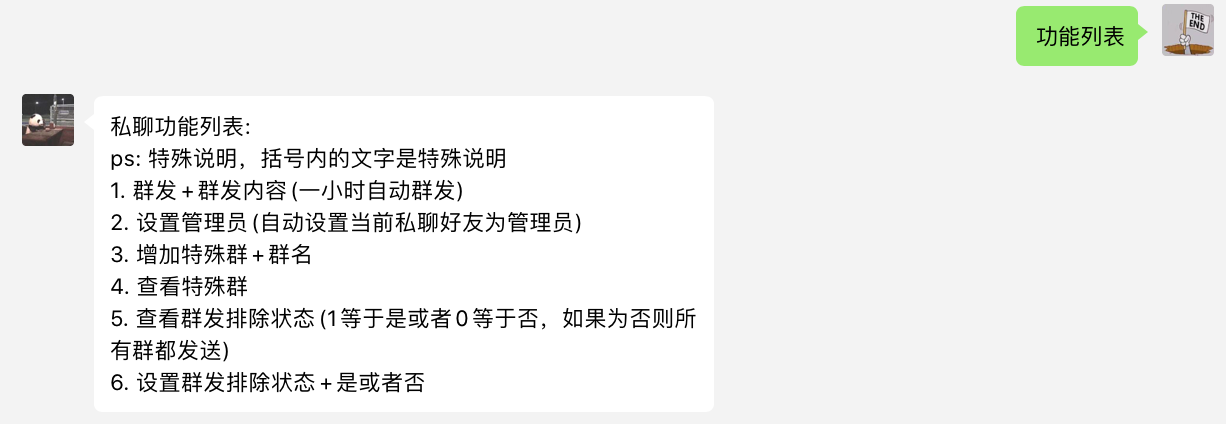 功能列表
THE
END
私聊功能列表:
ps: 特殊说明，括号内的文字是特殊说明
1. 群发+群发内容(一小时自动群发)
2. 设置管理员(自动设置当前私聊好友为管理员)
3. 增加特殊群+群名
4. 查看特殊群
5. 查看群发排除状态(1等于是或者0等于否，如果为否则所
有群都发送)
6. 设置群发排除状态+是或者否